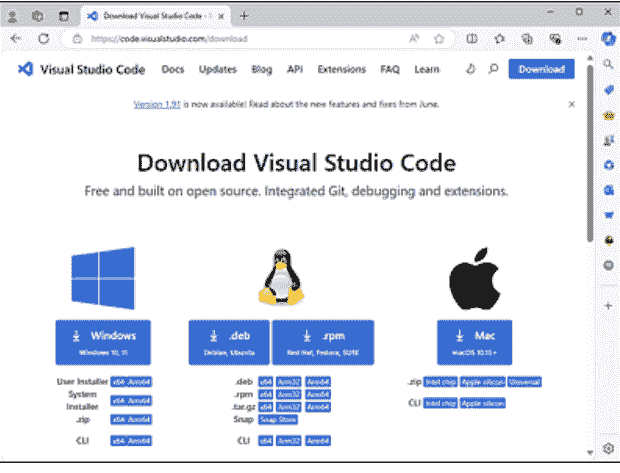 Download Visual Studio Code -
https://code.visualstudio.com/download
Visual Studio Code Docs Updates Blog API Extensions FAQ Learn Download
Version 1.91 is now available! Read about the new features and fixes from June.
Download Visual Studio Code
Free and built on open source. Integrated Git, debugging and extensions.
Windows
Windows 10, 11
.deb
Debian, Ubuntu
.rpm
Red Hat, Fedora, SUSE
Mac
macOS 10.15+
User Installer x64 Arm64
System Installer x64 Arm64
.zip x64 Arm64
CLI x64 Arm64
.deb x64 Arm32 Arm64
.rpm x64 Arm32 Arm64
.tar.gz x64 Arm32 Arm64
Snap Snap Store
CLI x64 Arm32 Arm64
.zip Intel chip Apple silicon Universal
CLI Intel chip Apple silicon